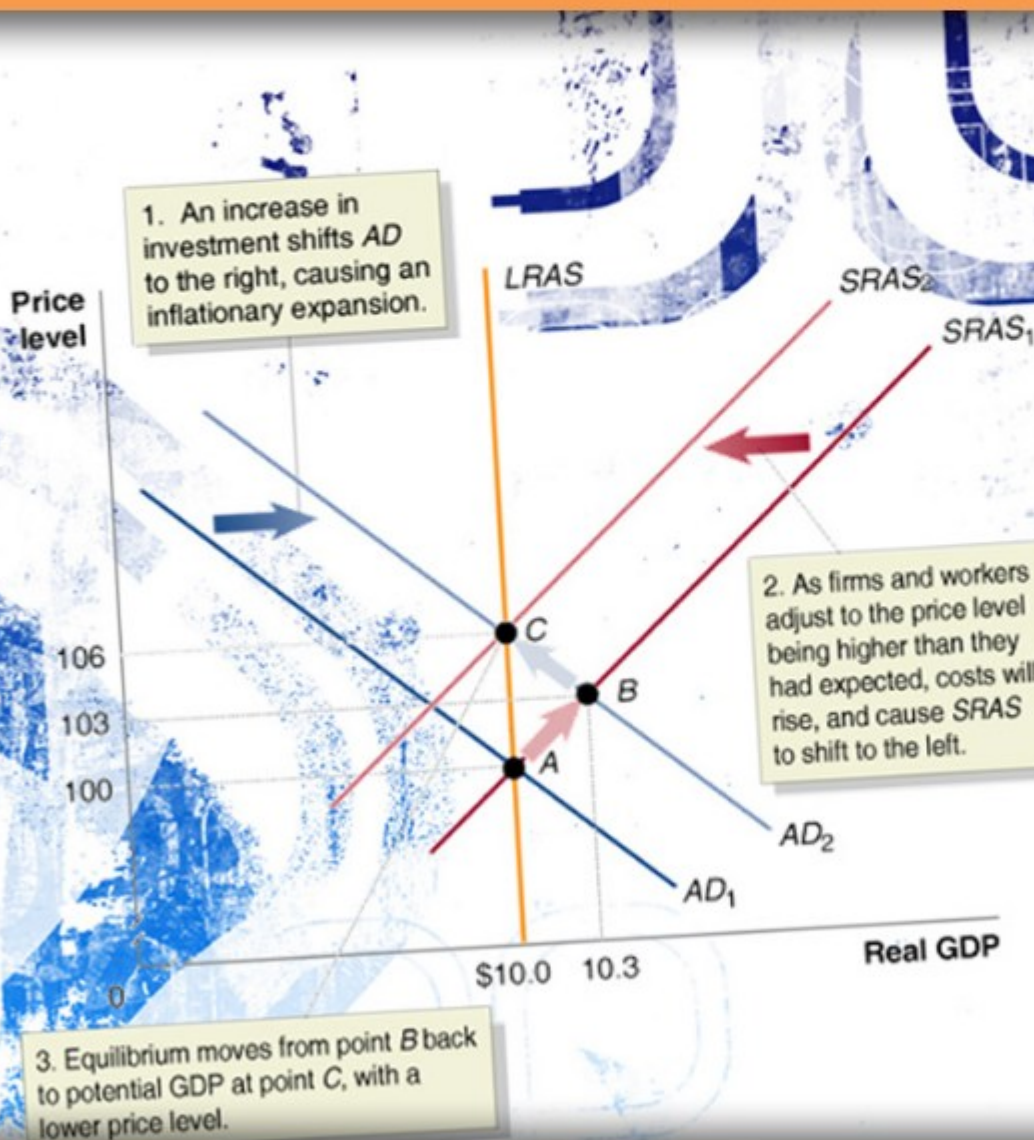 1. An increase in
investment shifts AD
to the right, causing an
inflationary expansion.
Price
level
LRAS
SRAS₂
SRAS₁
C
106
B
103
A
100
2. As firms and workers
adjust to the price level
being higher than they
had expected, costs will
rise, and cause SRAS
to shift to the left.
AD₂
AD₁
Real GDP
$10.0
10.3
0
3. Equilibrium moves from point B back
to potential GDP at point C, with a
lower price level.